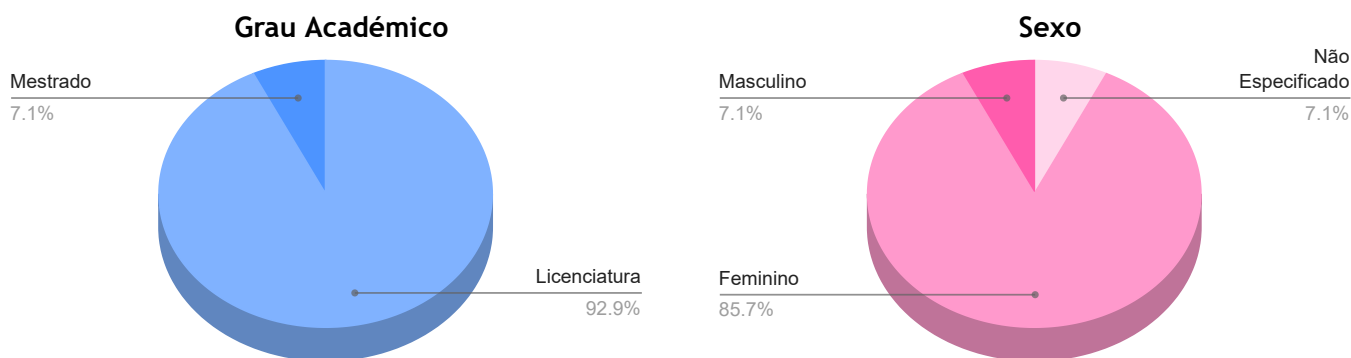 Grau Académico
Mestrado
7.1%
Licenciatura
92.9%
Sexo
Masculino
7.1%
Não
Especificado
7.1%
Feminino
85.7%